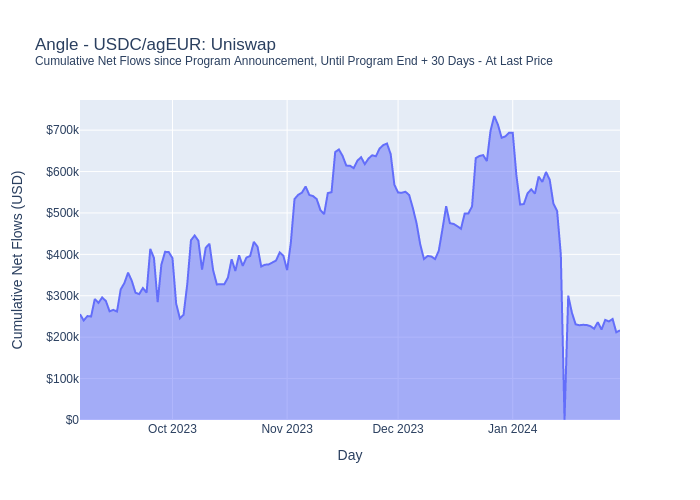 Angle - USDC/agEUR: Uniswap
Cumulative Net Flows since Program Announcement, Until Program End + 30 Days - At Last Price
Cumulative Net Flows (USD)
$700k
$600k
$500k
$400k
$300k
$200k
$100k
$0
Oct 2023
Nov 2023
Dec 2023
Jan 2024
Day